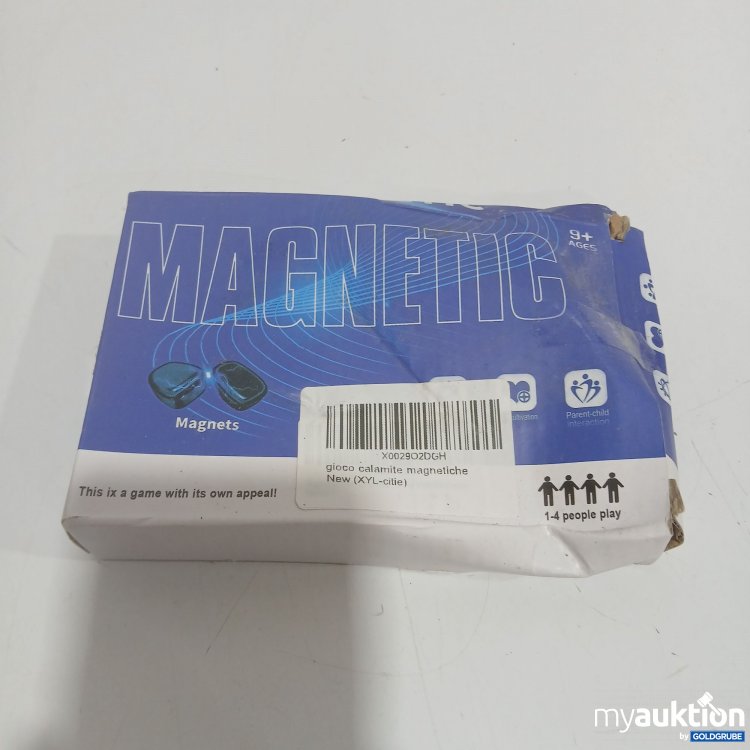 MAGNETIC
9+
AGES
Magnets
Parent-child
interaction
X0029O2DGH
gioco calamite magnetiche
New (XYL-cilie)
This ix a game with its own appeal!
1-4 people play
myauktion
by GOLDGRUBE